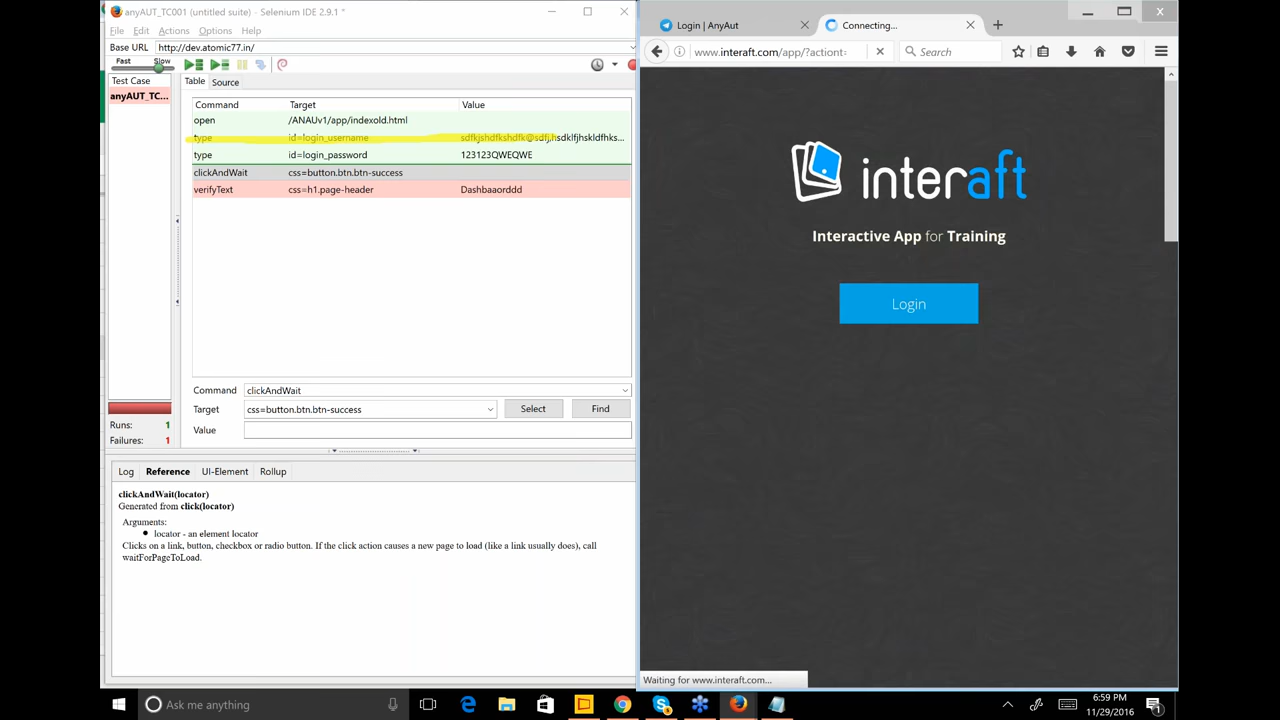 anyAUT_TC001 (untitled suite) - Selenium IDE 2.9.1 *
File Edit Actions Options Help
Base URL http://dev.atomic77.in/
Fast Slow
Test Case
anyAUT_TC...
Table Source
Command Target Value
open /ANAUv1/app/indexold.html
type id=login_username
type id=login_password 123123QWEQWE
clickAndWait css=button.btn.btn-success
verifyText css=h1.page-header Dashbaaorddd
Command clickAndWait
Target css=button.btn.btn-success Select Find
Value
Runs: 1
Failures: 1
Log Reference UI-Element Rollup
clickAndWait(locator)
Generated from click(locator)
Arguments:
locator - an element locator
Clicks on a link, button, checkbox or radio button. If the click action causes a new page to load (like a link usually does), call
waitForPageToLoad.
Login | AnyAut Connecting...
www.interaft.com/app/?action= Search
interaft
Interactive App for Training
Login
Waiting for www.interaft.com...
Ask me anything
6:59 PM
11/29/2016
1